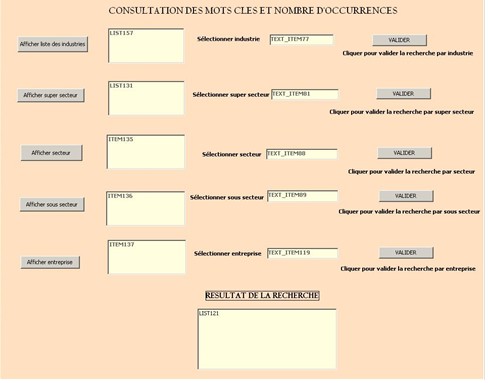 CONSULTATION DES MOTS CLES ET NOMBRE D'OCCURRENCES
Afficher liste des industries
LIST157
Sélectionner industrie
TEXT_ITEM77
VALIDER
Cliquer pour valider la recherche par industrie
Afficher super secteur
LIST131
Sélectionner super secteur
TEXT_ITEM81
VALIDER
Cliquer pour valider la recherche par super secteur
Afficher secteur
ITEM135
Sélectionner secteur
TEXT_ITEM88
VALIDER
Cliquer pour valider la recherche par secteur
Afficher sous secteur
ITEM136
Sélectionner sous secteur
TEXT_ITEM89
VALIDER
Cliquer pour valider la recherche par sous secteur
Afficher entreprise
ITEM137
Sélectionner entreprise
TEXT_ITEM119
VALIDER
Cliquer pour valider la recherche par entreprise
RESULTAT DE LA RECHERCHE
LIST121